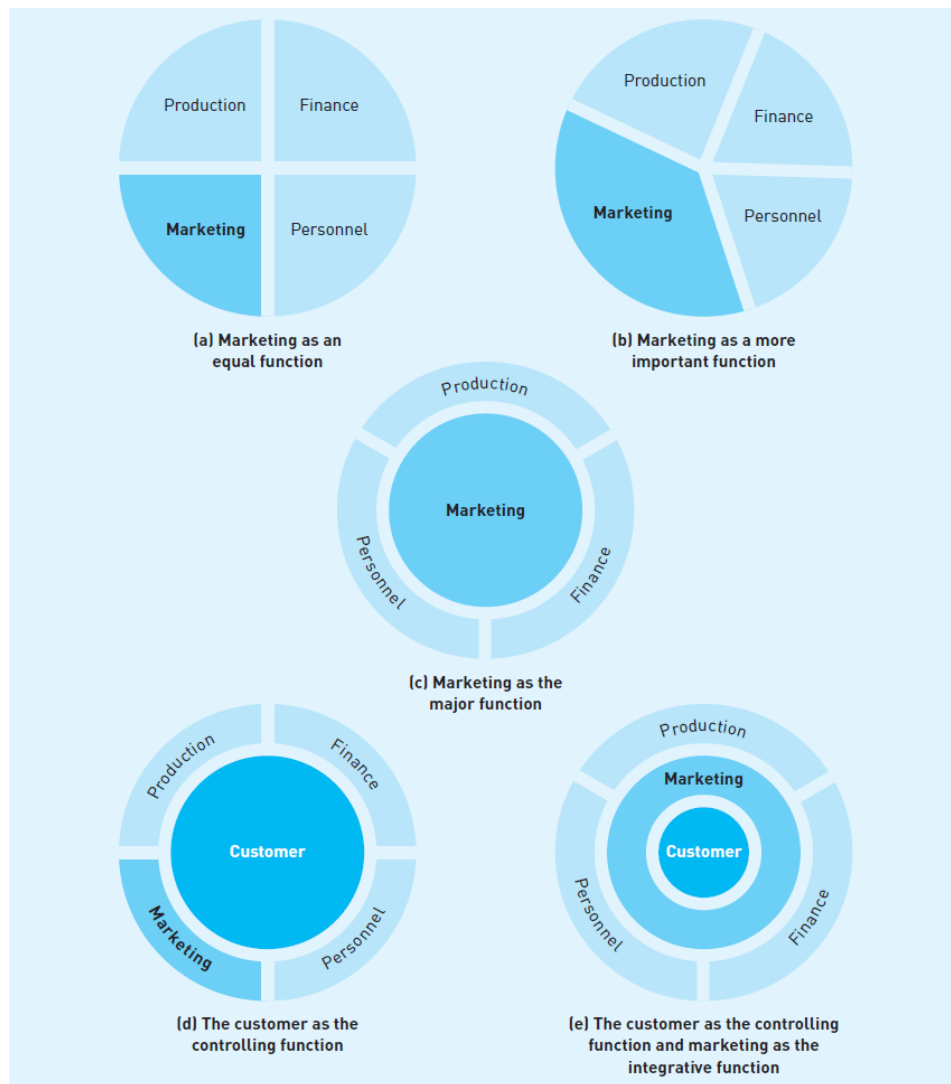 Production
Finance
Marketing
Personnel
(a) Marketing as an
equal function
Production
Finance
Marketing
Personnel
(b) Marketing as a more
important function
Production
Marketing
Personnel
Finance
(c) Marketing as the
major function
Production
Finance
Customer
Marketing
Personnel
(d) The customer as the
controlling function
Production
Marketing
Customer
Personnel
Finance
(e) The customer as the controlling
function and marketing as the
integrative function